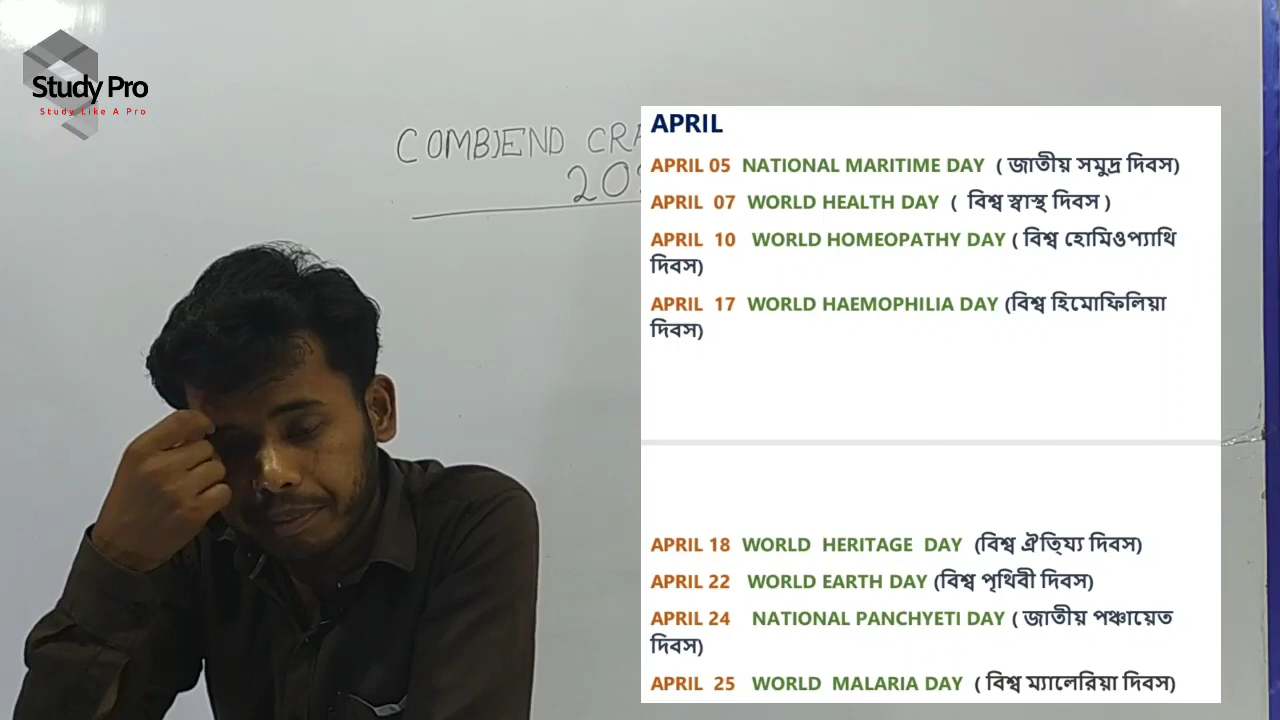 Study Pro
Study Like A Pro
COMBIEND CRA
20
APRIL
APRIL 05 NATIONAL MARITIME DAY ( জাতীয় সমুদ্র দিবস)
APRIL 07 WORLD HEALTH DAY ( বিশ্ব স্বাস্থ দিবস )
APRIL 10 WORLD HOMEOPATHY DAY ( বিশ্ব হোমিওপ্যাথি
দিবস)
APRIL 17 WORLD HAEMOPHILIA DAY (বিশ্ব হিমোফিলিয়া
দিবস)
APRIL 18 WORLD HERITAGE DAY (বিশ্ব ঐতি্য্য দিবস)
APRIL 22 WORLD EARTH DAY (বিশ্ব পৃথিবী দিবস)
APRIL 24 NATIONAL PANCHYETI DAY ( জাতীয় পঞ্চায়েত
দিবস)
APRIL 25 WORLD MALARIA DAY ( বিশ্ব ম্যালেরিয়া দিবস)